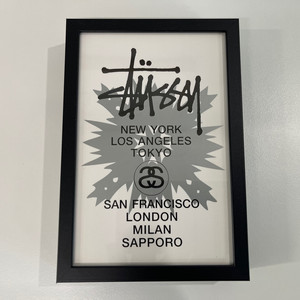 Stüssy
NEW YORK
LOS ANGELES
TOKYO
SAN FRANCISCO
LONDON
MILAN
SAPPORO